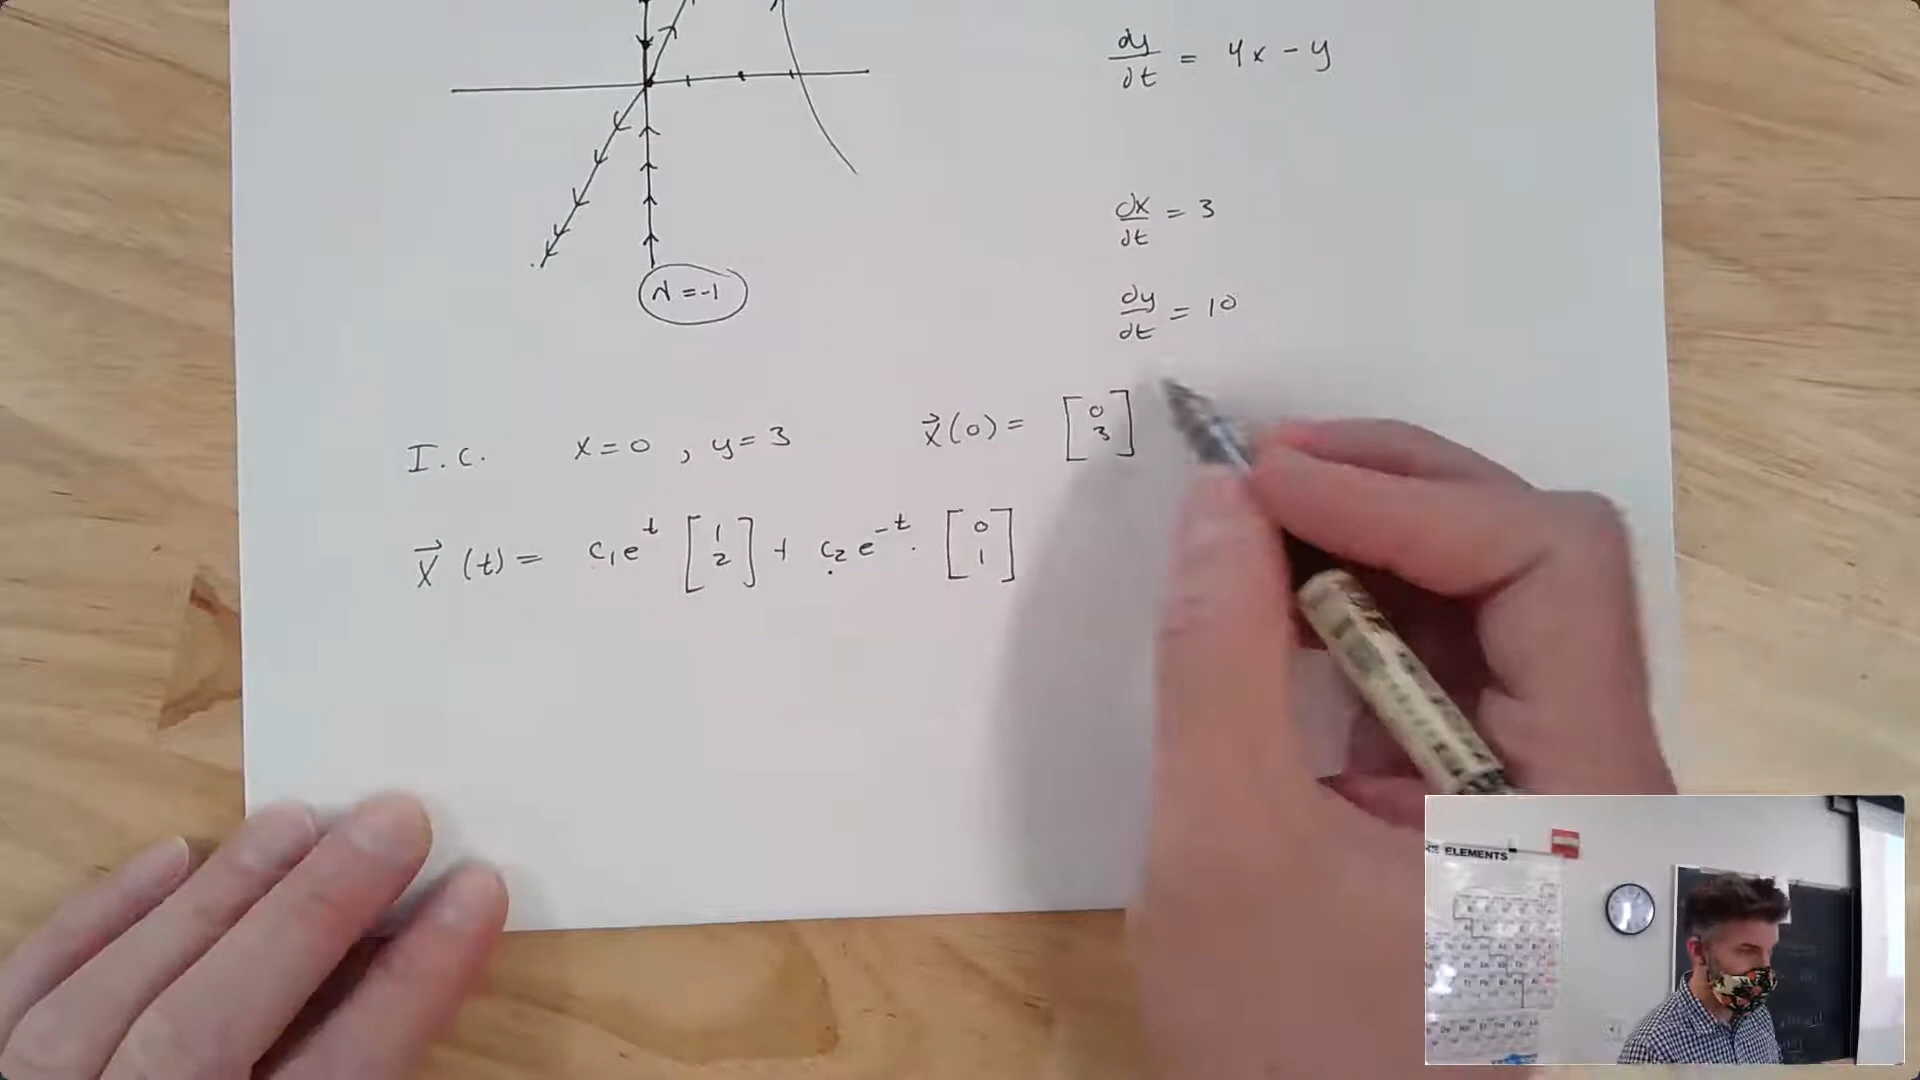 dy/dt = 4x - y
dx/dt = 3
dy/dt = 10
λ = -1
I.C. x = 0 , y = 3 x⃗(0) = [0 3]
x⃗(t) = c₁e^t [1 2] + c₂e^-t · [0 1]
ELEMENTS